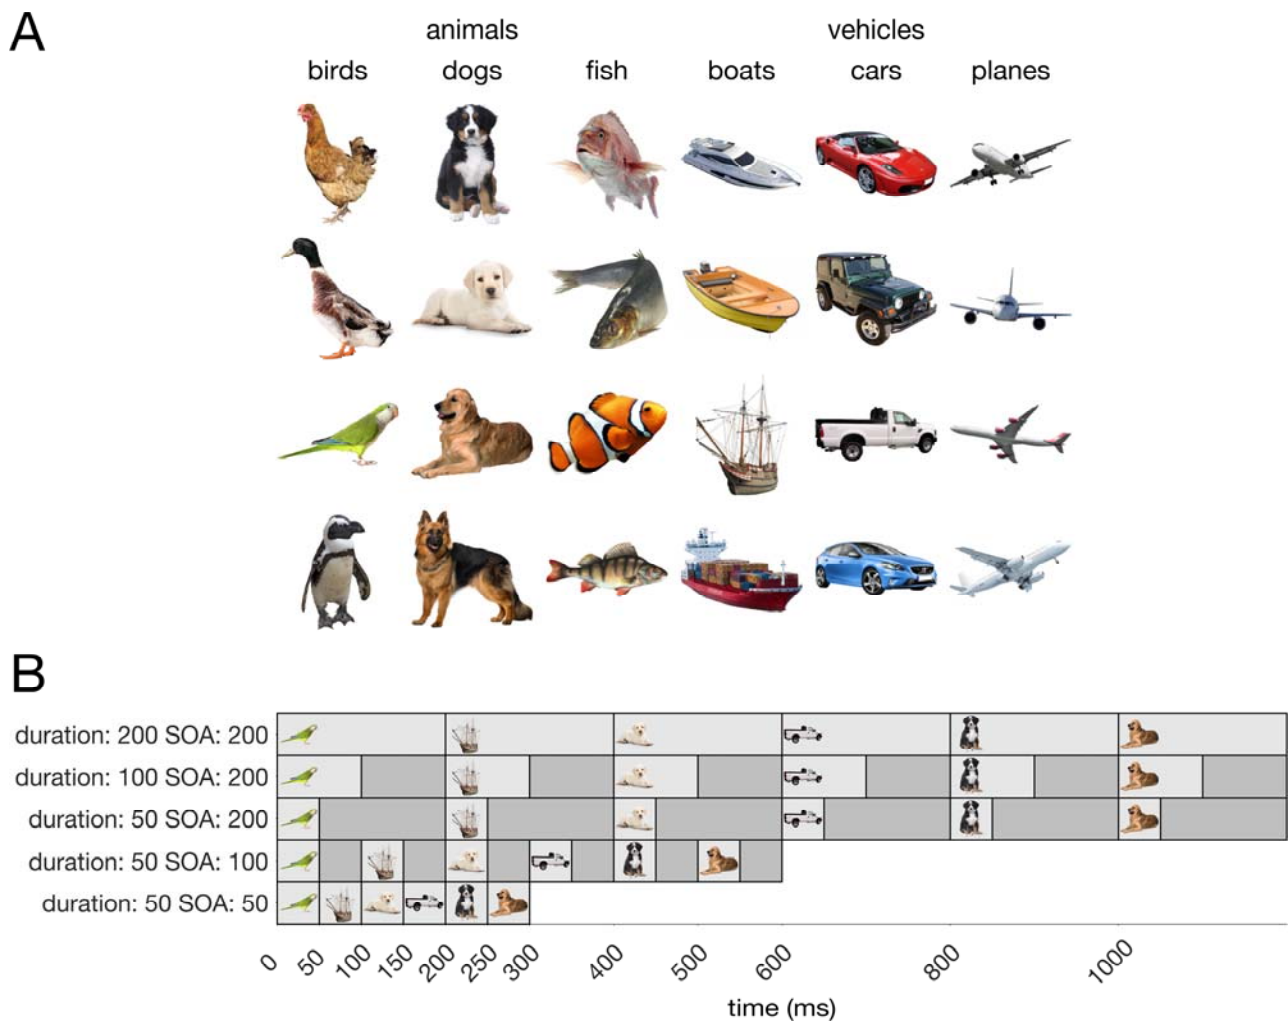 A
animals vehicles
birds dogs fish boats cars planes
B
duration: 200 SOA: 200
duration: 100 SOA: 200
duration: 50 SOA: 200
duration: 50 SOA: 100
duration: 50 SOA: 50
0 50 100 150 200 250 300 400 500 600 800 1000
time (ms)